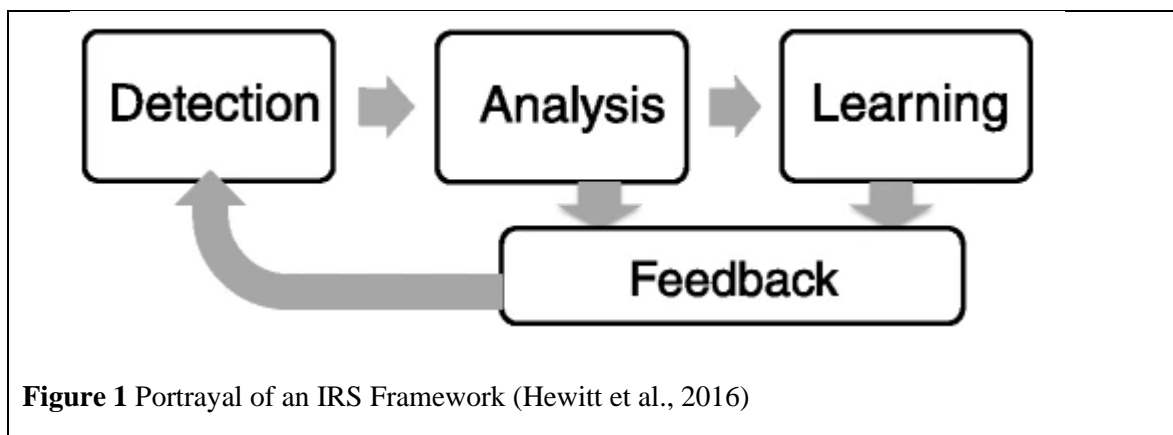 Detection
Analysis
Learning
Feedback
Figure 1 Portrayal of an IRS Framework (Hewitt et al., 2016)